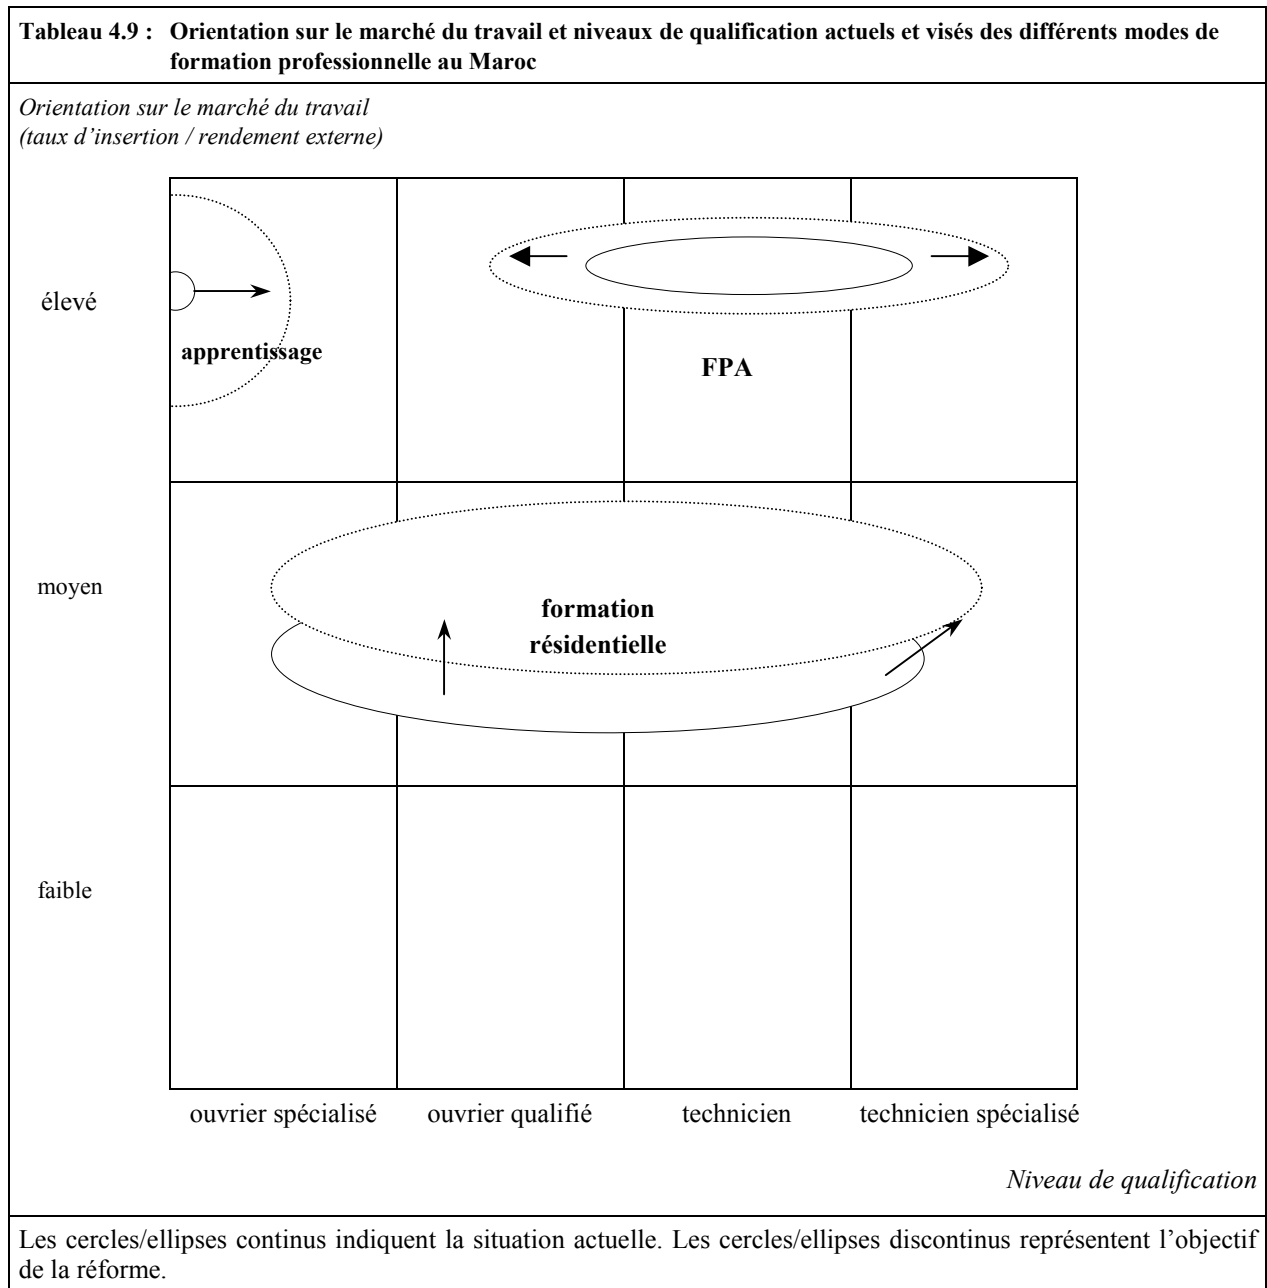 Tableau 4.9 : Orientation sur le marché du travail et niveaux de qualification actuels et visés des différents modes de
formation professionnelle au Maroc
Orientation sur le marché du travail
(taux d’insertion / rendement externe)
élevé
apprentissage
FPA
moyen
formation
résidentielle
faible
ouvrier spécialisé
ouvrier qualifié
technicien
technicien spécialisé
Niveau de qualification
Les cercles/ellipses continus indiquent la situation actuelle. Les cercles/ellipses discontinus représentent l’objectif
de la réforme.